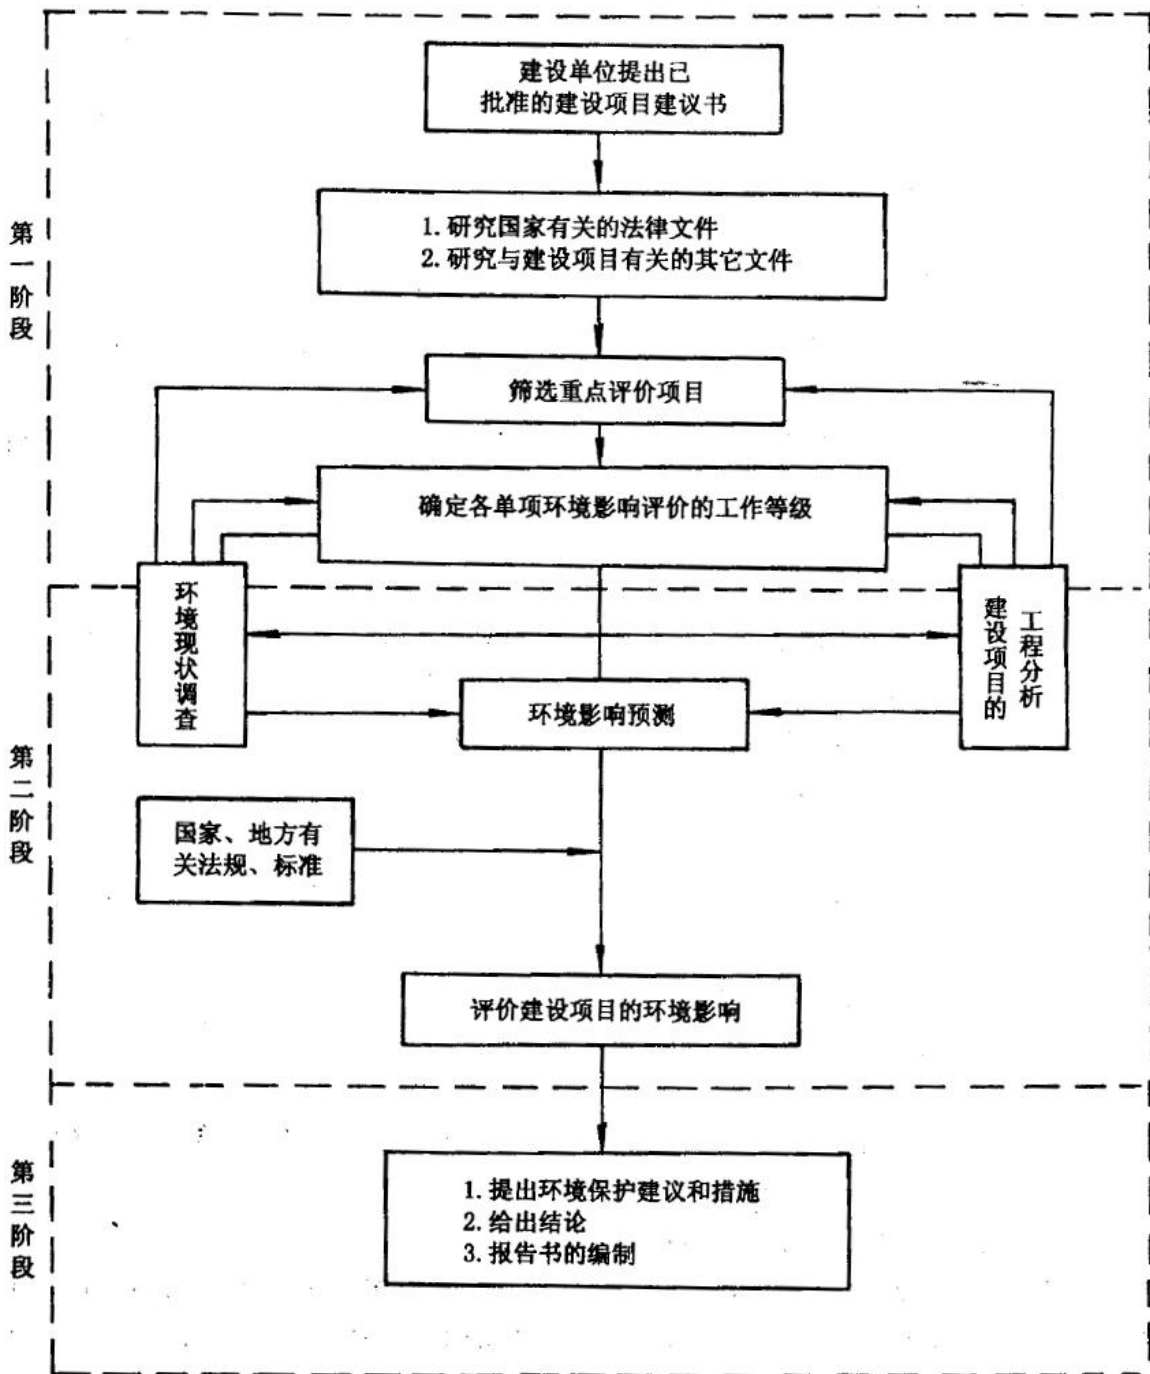 建设单位提出已
批准的建设项目建议书
第一阶段
1.研究国家有关的法律文件
2.研究与建设项目有关的其它文件
筛选重点评价项目
确定各单项环境影响评价的工作等级
环境现状调查
建设项目的
工程分析
环境影响预测
第二阶段
国家、地方有
关法规、标准
评价建设项目的环境影响
第三阶段
1.提出环境保护建议和措施
2.给出结论
3.报告书的编制